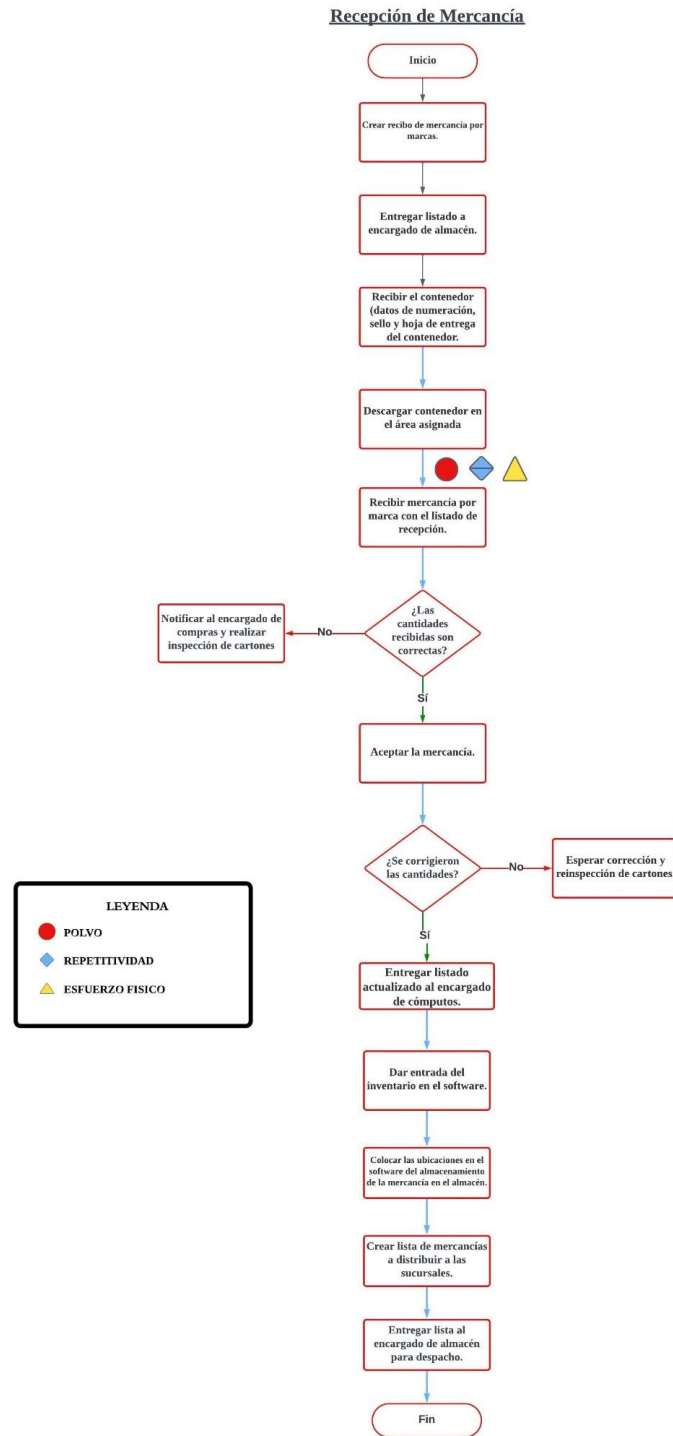 Recepción de Mercancía
Inicio
Crear recibo de mercancía por
marcas.
Entregar listado a
encargado de almacén.
Recibir el contenedor
(datos de numeración,
sello y hoja de entrega
del contenedor.
Descargar contenedor en
el área asignada
Recibir mercancía por
marca con el listado de
recepción.
¿Las
cantidades
recibidas son
correctas?
No
Notificar al encargado de
compras y realizar
inspección de cartones
Sí
Aceptar la mercancía.
¿Se corrigieron
las cantidades?
No
Esperar corrección y
reinspección de cartones
Sí
LEYENDA
POLVO
REPETITIVIDAD
ESFUERZO FISICO
Entregar listado
actualizado al encargado
de cómputos.
Dar entrada del
inventario en el software.
Colocar las ubicaciones en el
software del almacenamiento
de la mercancía en el almacén.
Crear lista de mercancías
a distribuir a las
sucursales.
Entregar lista al
encargado de almacén
para despacho.
Fin